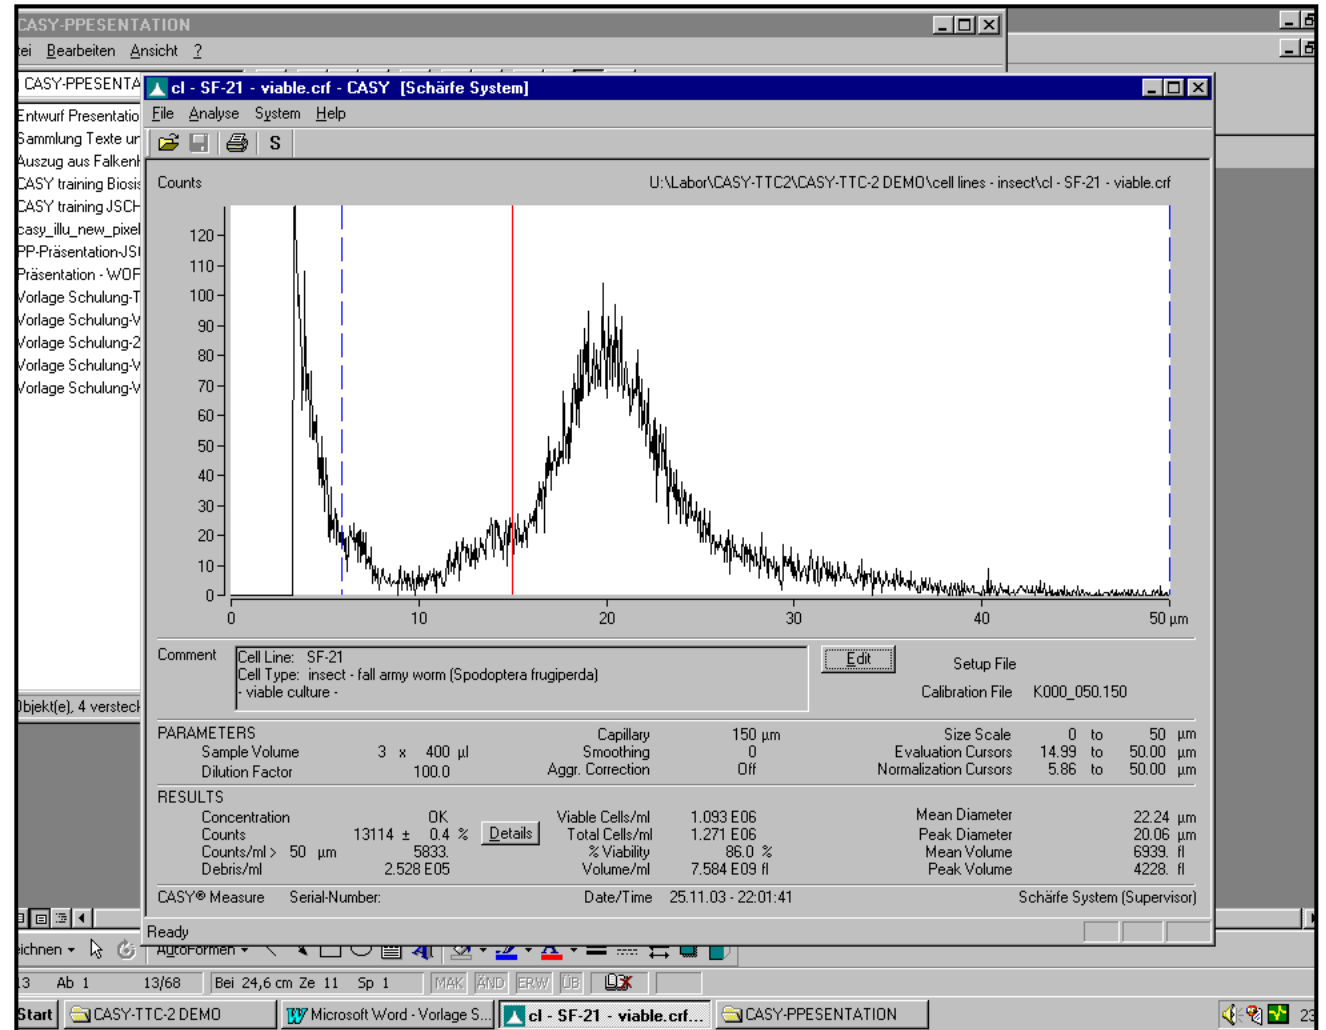 CASY-PPESENTATION
tei Bearbeiten Ansicht ?
CASY-PPESENTA
cl - SF-21 - viable.crf - CASY [Schärfe System]
File Analyse System Help
S
Entwurf Presentatio
Sammlung Texte ur
Auszug aus Falkenh
CASY training Biosis
CASY training JSCH
casy_illu_new_pixel
PP-Präsentation-JSC
Präsentation - WOF
Vorlage Schulung-T
Vorlage Schulung-V
Vorlage Schulung-2
Vorlage Schulung-V
Vorlage Schulung-V
Objekt(e), 4 versteck
Counts U:\Labor\CASY-TTC2\CASY-TTC-2 DEMO\cell lines - insect\cl - SF-21 - viable.crf
120
110
100
90
80
70
60
50
40
30
20
10
0
0 10 20 30 40 50 µm
Comment Cell Line: SF-21
Cell Type: insect - fall army worm (Spodoptera frugiperda)
- viable culture -
Edit Setup File
Calibration File K000_050.150
PARAMETERS
Sample Volume 3 x 400 µl Capillary 150 µm Size Scale 0 to 50 µm
Smoothing 0 Evaluation Cursors 14.99 to 50.00 µm
Dilution Factor 100.0 Aggr. Correction Off Normalization Cursors 5.86 to 50.00 µm
RESULTS
Concentration OK Viable Cells/ml 1.093 E06 Mean Diameter 22.24 µm
Counts 13114 ± 0.4 % Details Total Cells/ml 1.271 E06 Peak Diameter 20.06 µm
Counts/ml > 50 µm 5833. % Viability 86.0 % Mean Volume 6939. fl
Debris/ml 2.528 E05 Volume/ml 7.584 E09 fl Peak Volume 4228. fl
CASY® Measure Serial-Number: Date/Time 25.11.03 - 22:01:41 Schärfe System (Supervisor)
Ready
eichnen AutoFormen
13 Ab 1 13/68 Bei 24,6 cm Ze 11 Sp 1 MAK ÄND ERW ÜB
Start CASY-TTC-2 DEMO Microsoft Word - Vorlage S... cl - SF-21 - viable.crf... CASY-PPESENTATION 23